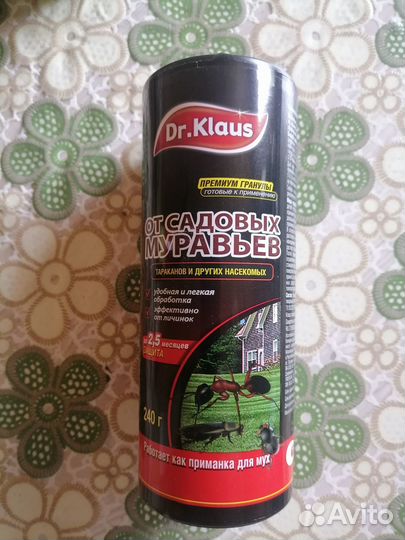 Dr.Klaus
ПРЕМИУМ ГРАНУЛЫ
готовые к применению
ОТ САДОВЫХ
МУРАВЬЕВ
ТАРАКАНОВ И ДРУГИХ НАСЕКОМЫХ
удобная и легкая
обработка
эффективно
от личинок
2,5 месяцев
ЗАЩИТА
240 г
Работает как приманка для мух
Avito